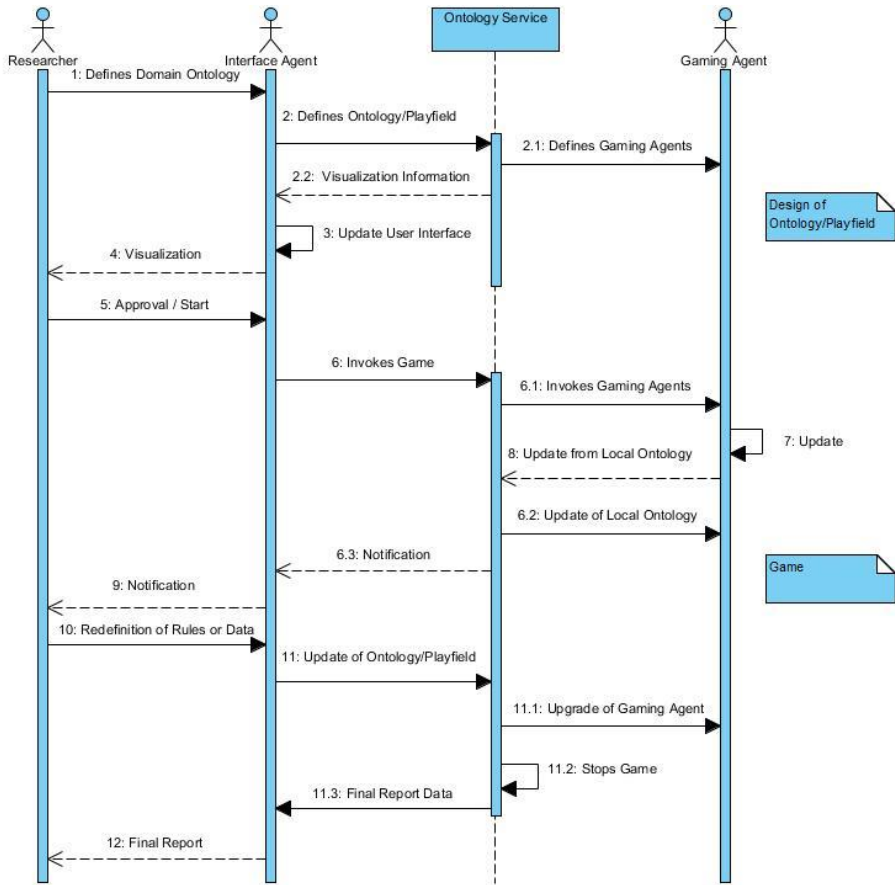 Ontology Service
Researcher
Interface Agent
Gaming Agent
1: Defines Domain Ontology
2: Defines Ontology/Playfield
2.1: Defines Gaming Agents
2.2: Visualization Information
Design of
Ontology/Playfield
3: Update User Interface
4: Visualization
5: Approval / Start
6: Invokes Game
6.1: Invokes Gaming Agents
7: Update
8: Update from Local Ontology
6.2: Update of Local Ontology
6.3: Notification
Game
9: Notification
10: Redefinition of Rules or Data
11: Update of Ontology/Playfield
11.1: Upgrade of Gaming Agent
11.2: Stops Game
11.3: Final Report Data
12: Final Report